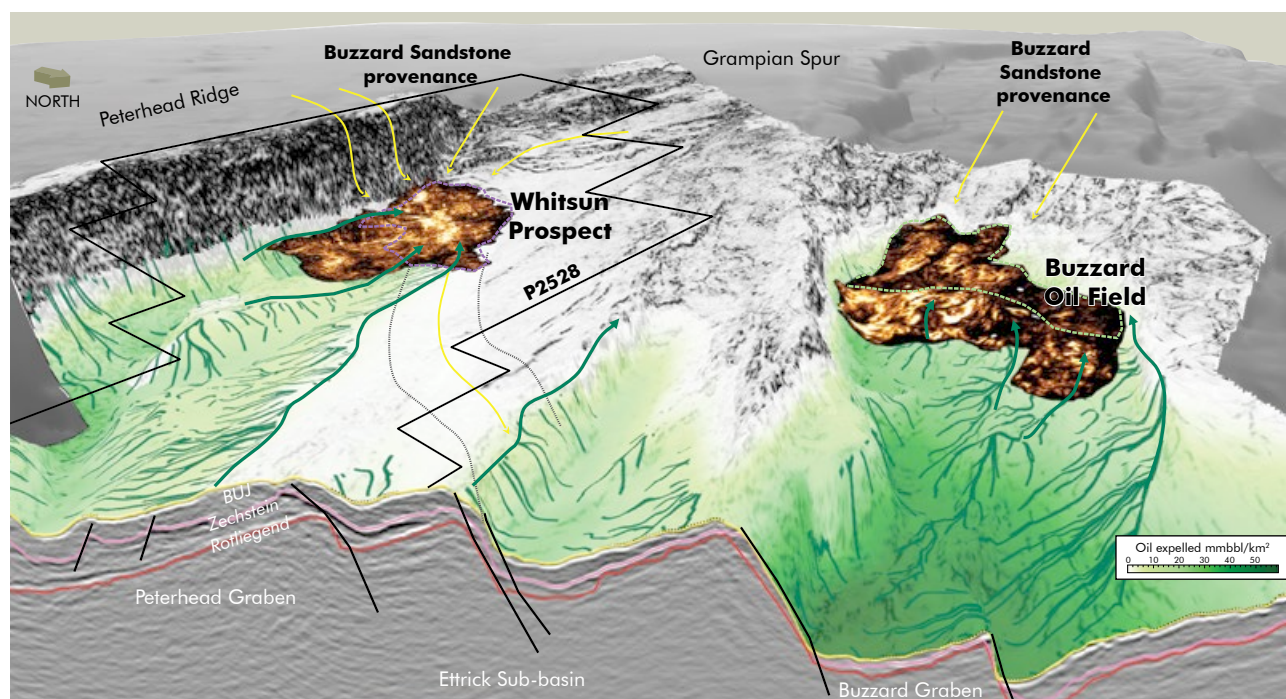 Buzzard Sandstone
provenance
Grampian Spur
Buzzard
Sandstone
provenance
NORTH
Peterhead Ridge
Whitsun
Prospect
P2528
Buzzard
Oil Field
BUJ
Zechstein
Rotliegend
Oil expelled mmbbl/km²
0 10 20 30 40 50
Peterhead Graben
Ettrick Sub-basin
Buzzard Graben